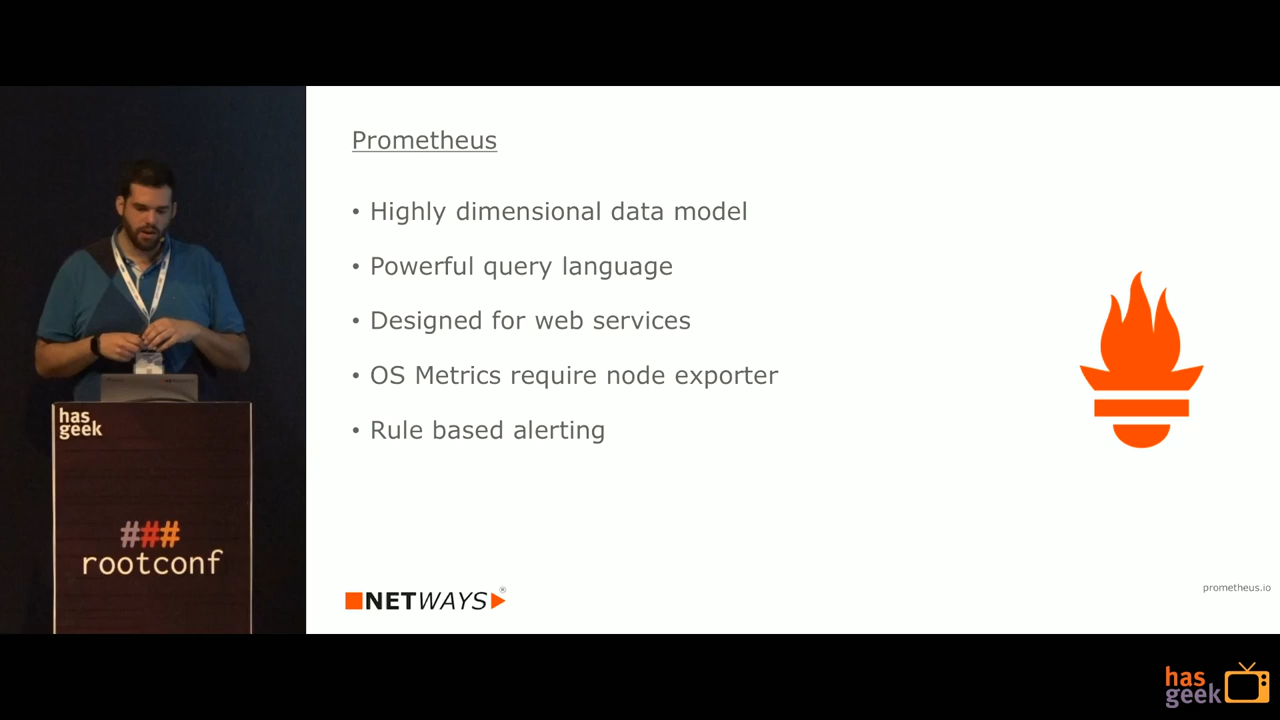 Prometheus
• Highly dimensional data model
• Powerful query language
• Designed for web services
• OS Metrics require node exporter
• Rule based alerting
NETWAYS®
prometheus.io
has
geek
###
rootconf
has
geek